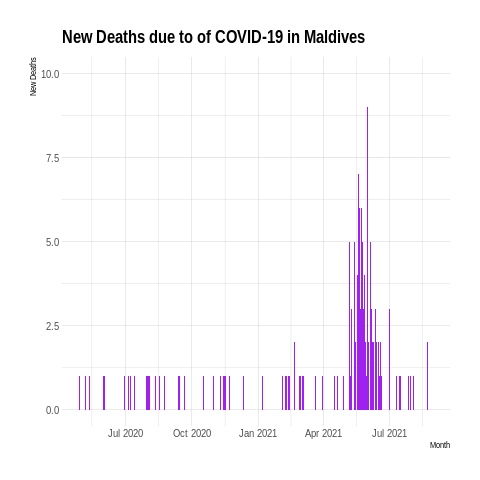 New Deaths due to of COVID-19 in Maldives
New Deaths
10.0
7.5
5.0
2.5
0.0
Jul 2020 Oct 2020 Jan 2021 Apr 2021 Jul 2021
Month